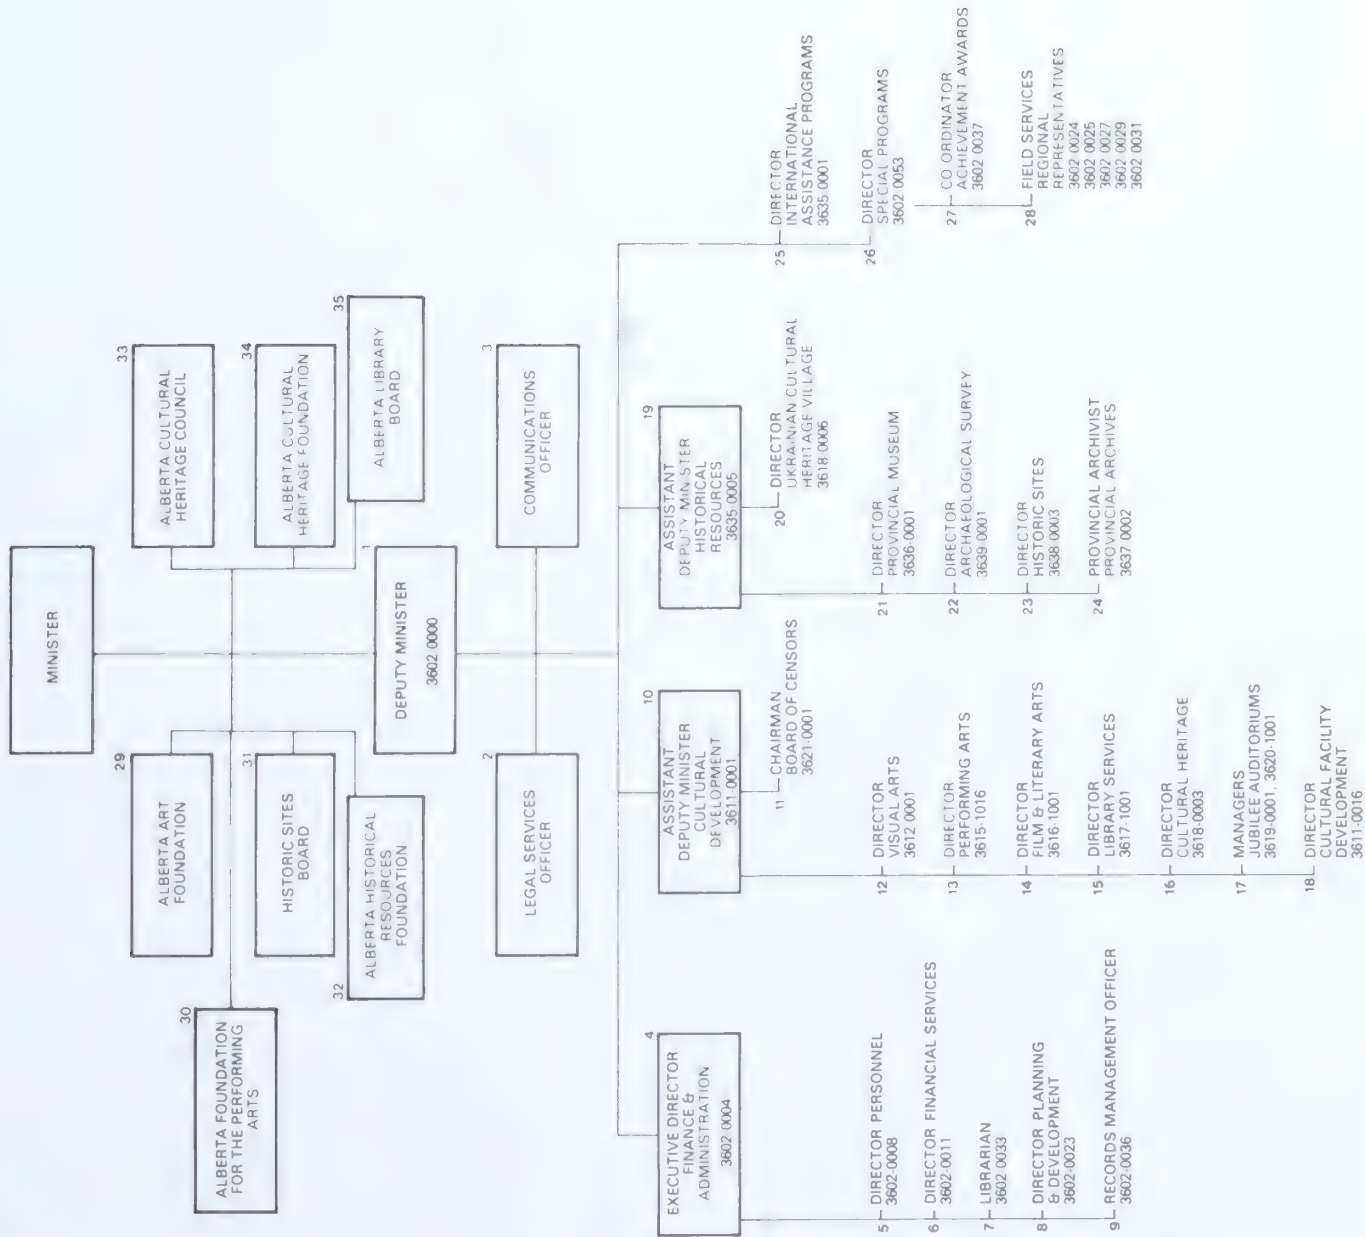 MINISTER
33
ALBERTA CULTURAL
HERITAGE COUNCIL
34
ALBERTA CULTURAL
HERITAGE FOUNDATION
35
ALBERTA LIBRARY
BOARD
29
ALBERTA ART
FOUNDATION
30
ALBERTA FOUNDATION
FOR THE PERFORMING
ARTS
31
HISTORIC SITES
BOARD
32
ALBERTA HISTORICAL
RESOURCES
FOUNDATION
1
DEPUTY MINISTER
3602 0000
2
LEGAL SERVICES
OFFICER
3
COMMUNICATIONS
OFFICER
4
EXECUTIVE DIRECTOR
FINANCE &
ADMINISTRATION
3602 0004
5 DIRECTOR PERSONNEL
3602-0008
6 DIRECTOR FINANCIAL SERVICES
3602-0011
7 LIBRARIAN
3602 0033
8 DIRECTOR PLANNING
& DEVELOPMENT
3602-0023
9 RECORDS MANAGEMENT OFFICER
3602-0036
10
ASSISTANT
DEPUTY MINISTER
CULTURAL
DEVELOPMENT
3611-0001
11 CHAIRMAN
BOARD OF CENSORS
3621-0001
12 DIRECTOR
VISUAL ARTS
3612 0001
13 DIRECTOR
PERFORMING ARTS
3615-1016
14 DIRECTOR
FILM & LITERARY ARTS
3616-1001
15 DIRECTOR
LIBRARY SERVICES
3617-1001
16 DIRECTOR
CULTURAL HERITAGE
3618-0003
17 MANAGERS
JUBILEE AUDITORIUMS
3619-0001, 3620-1001
18 DIRECTOR
CULTURAL FACILITY
DEVELOPMENT
3611-0016
19
ASSISTANT
DEPUTY MINISTER
HISTORICAL
RESOURCES
3635-0005
20 DIRECTOR
UKRAINIAN CULTURAL
HERITAGE VILLAGE
3618 0006
21 DIRECTOR
PROVINCIAL MUSEUM
3636-0001
22 DIRECTOR
ARCHAEOLOGICAL SURVEY
3639-0001
23 DIRECTOR
HISTORIC SITES
3638-0003
24 PROVINCIAL ARCHIVIST
PROVINCIAL ARCHIVES
3637 0002
25 DIRECTOR
INTERNATIONAL
ASSISTANCE PROGRAMS
3635 0001
26 DIRECTOR
SPECIAL PROGRAMS
3602 0053
27 CO ORDINATOR
ACHIEVEMENT AWARDS
3602 0037
28 FIELD SERVICES
REGIONAL
REPRESENTATIVES
3602 0024
3602 0025
3602 0027
3602 0029
3602 0031